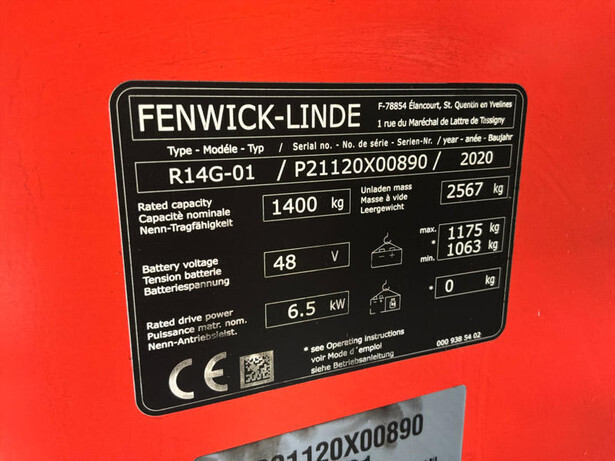 FENWICK-LINDE
F-78854 Élancourt, St. Quentin en Yvelines
1 rue du Maréchal de Lattre de Tassigny
Type - Modéle - Typ / Serial no. - No. de série - Serien-Nr. / year - anée - Baujahr
R14G-01 / P21120X00890 / 2020
Rated capacity
Capacité nominale
Nenn-Tragfähigkeit
1400 kg
Unladen mass
Masse à vide
Leergewicht
2567 kg
Battery voltage
Tension batterie
Batteriespannung
48 V
max. 1175 kg
* 1063 kg
min.
Rated drive power
Puissance matr. nom.
Nenn-Antriebsleist.
6.5 kW
* 0 kg
* see Operating instructions
voir Mode d'emploi
siehe Betriebsanleitung
000 938 54 02
CE
P21120X00890